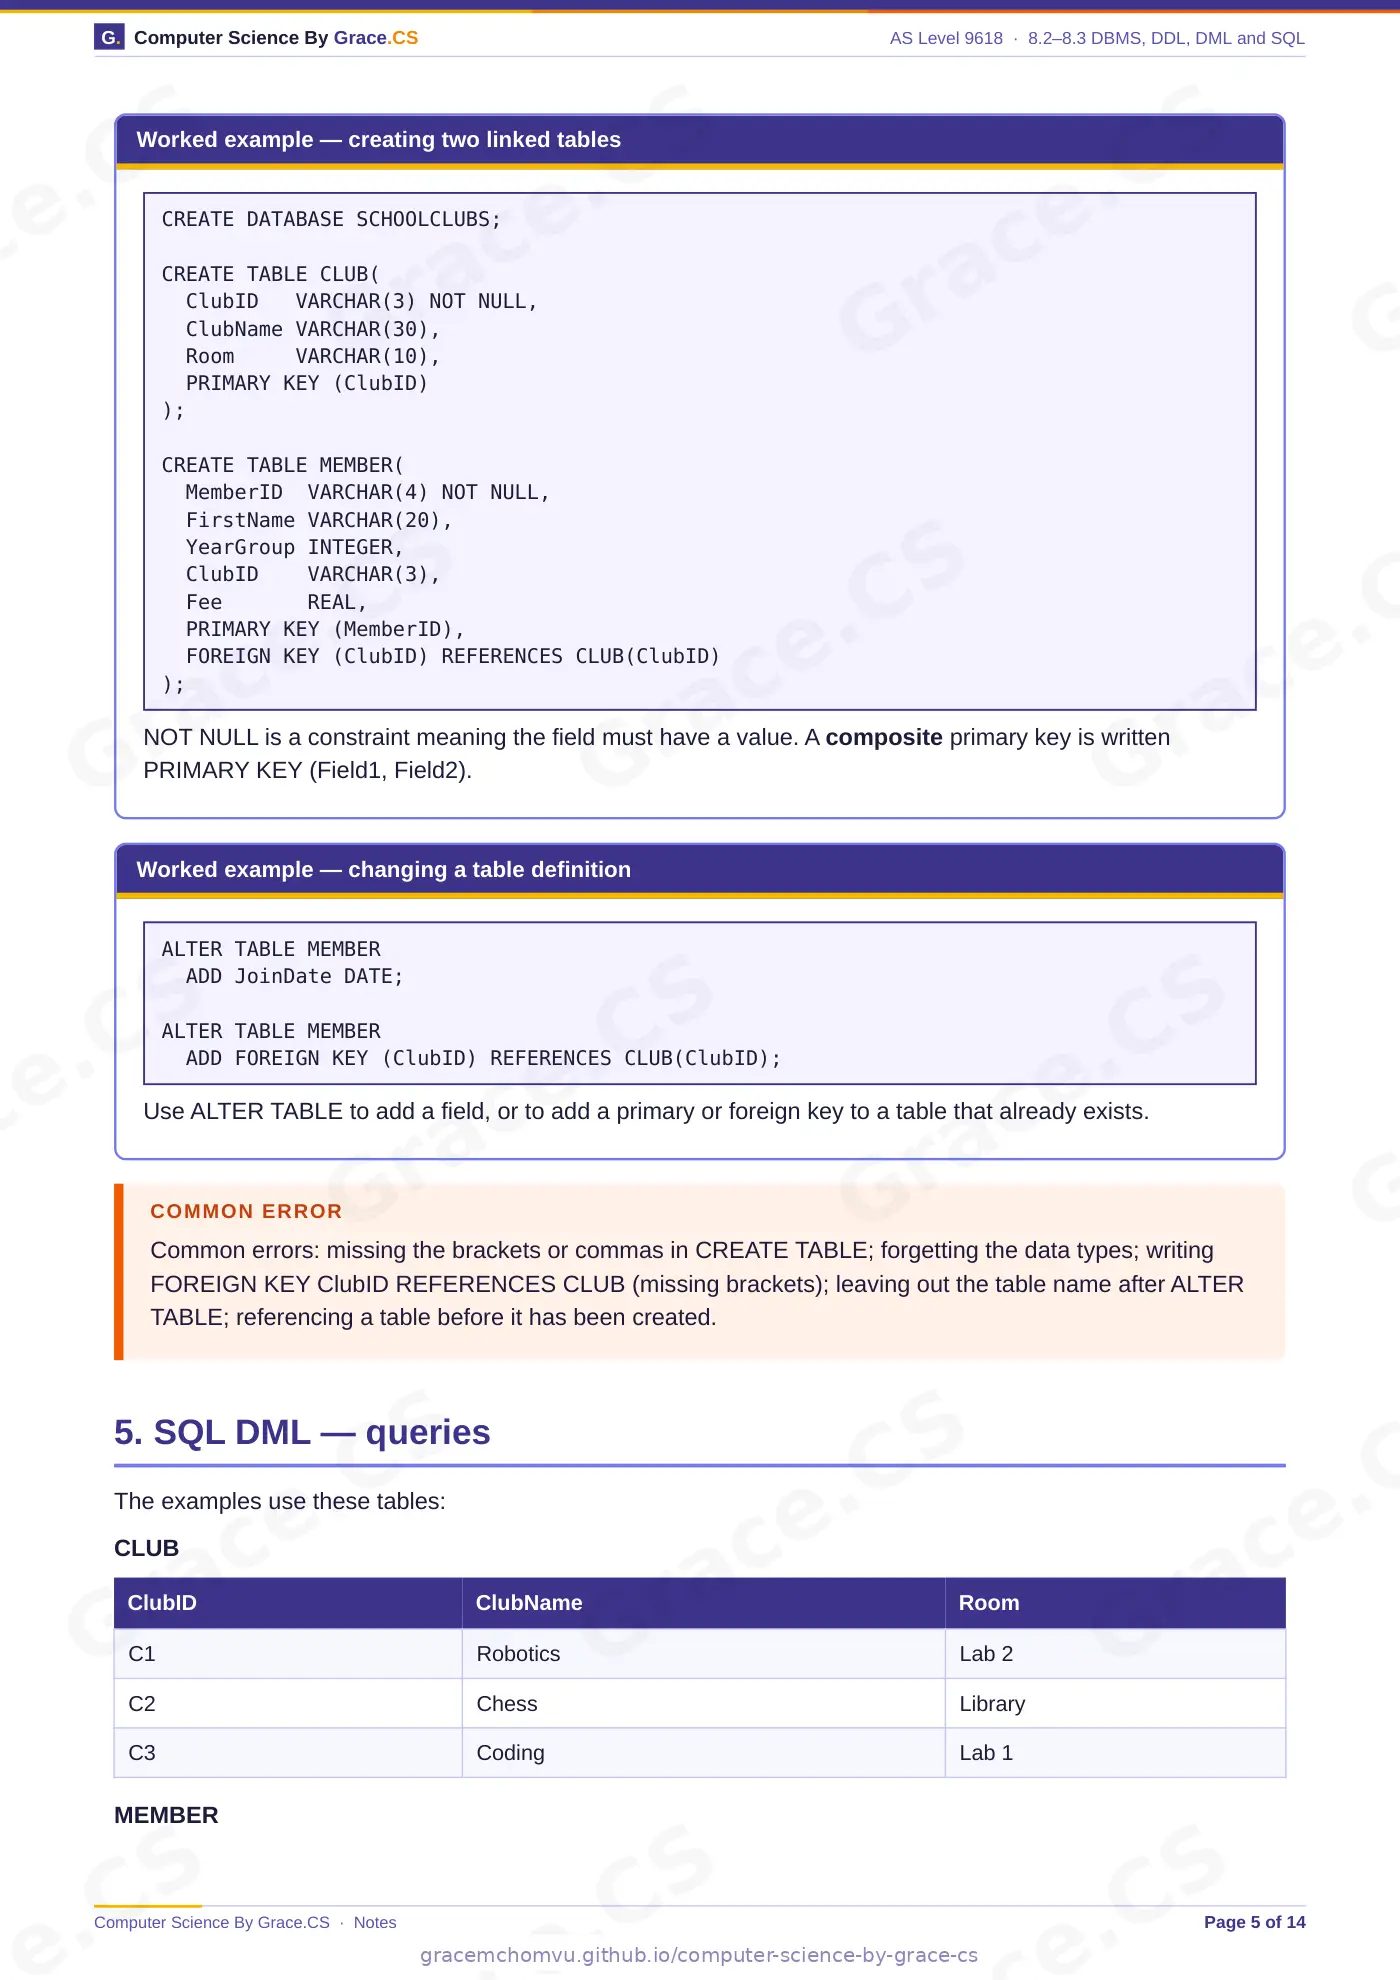 G. Computer Science By Grace.CS
AS Level 9618 · 8.2–8.3 DBMS, DDL, DML and SQL
Worked example — creating two linked tables
CREATE DATABASE SCHOOLCLUBS;
CREATE TABLE CLUB(
ClubID VARCHAR(3) NOT NULL,
ClubName VARCHAR(30),
Room VARCHAR(10),
PRIMARY KEY (ClubID)
);
CREATE TABLE MEMBER(
MemberID VARCHAR(4) NOT NULL,
FirstName VARCHAR(20),
YearGroup INTEGER,
ClubID VARCHAR(3),
Fee REAL,
PRIMARY KEY (MemberID),
FOREIGN KEY (ClubID) REFERENCES CLUB(ClubID)
);
NOT NULL is a constraint meaning the field must have a value. A composite primary key is written
PRIMARY KEY (Field1, Field2).
Worked example — changing a table definition
ALTER TABLE MEMBER
ADD JoinDate DATE;
ALTER TABLE MEMBER
ADD FOREIGN KEY (ClubID) REFERENCES CLUB(ClubID);
Use ALTER TABLE to add a field, or to add a primary or foreign key to a table that already exists.
COMMON ERROR
Common errors: missing the brackets or commas in CREATE TABLE; forgetting the data types; writing
FOREIGN KEY ClubID REFERENCES CLUB (missing brackets); leaving out the table name after ALTER
TABLE; referencing a table before it has been created.
5. SQL DML — queries
The examples use these tables:
CLUB
ClubID ClubName Room
C1 Robotics Lab 2
C2 Chess Library
C3 Coding Lab 1
MEMBER
Computer Science By Grace.CS · Notes
Page 5 of 14
gracemchomvu.github.io/computer-science-by-grace-cs